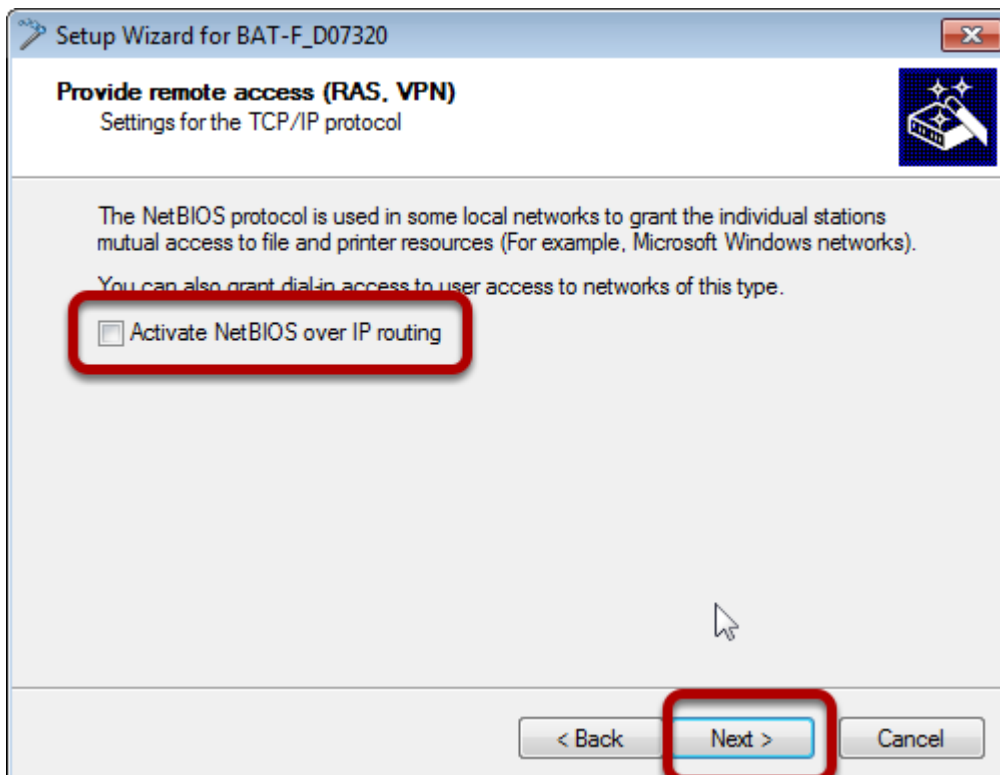 Setup Wizard for BAT-F_D07320
Provide remote access (RAS, VPN)
Settings for the TCP/IP protocol
The NetBIOS protocol is used in some local networks to grant the individual stations
mutual access to file and printer resources (For example, Microsoft Windows networks).
You can also grant dial-in access to user access to networks of this type.
Activate NetBIOS over IP routing
< Back
Next >
Cancel